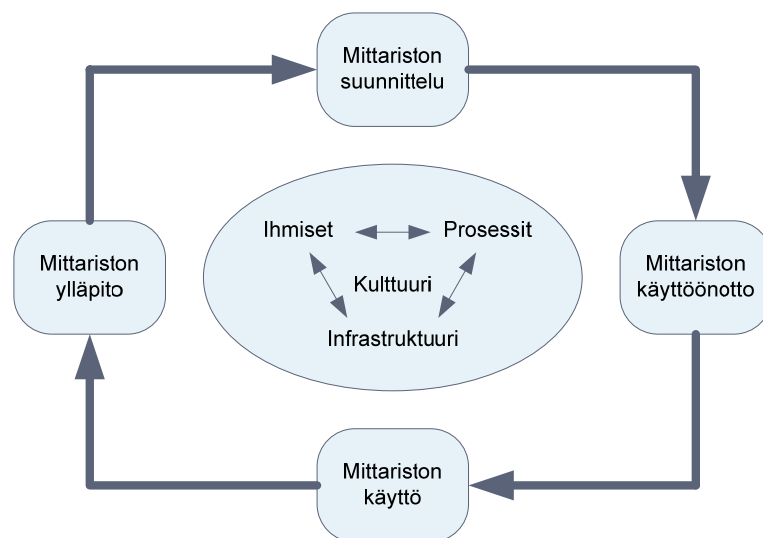 Mittariston
suunnittelu
Ihmiset
Prosessit
Kulttuuri
Infrastruktuuri
Mittariston
ylläpito
Mittariston
käyttöönotto
Mittariston
käyttö